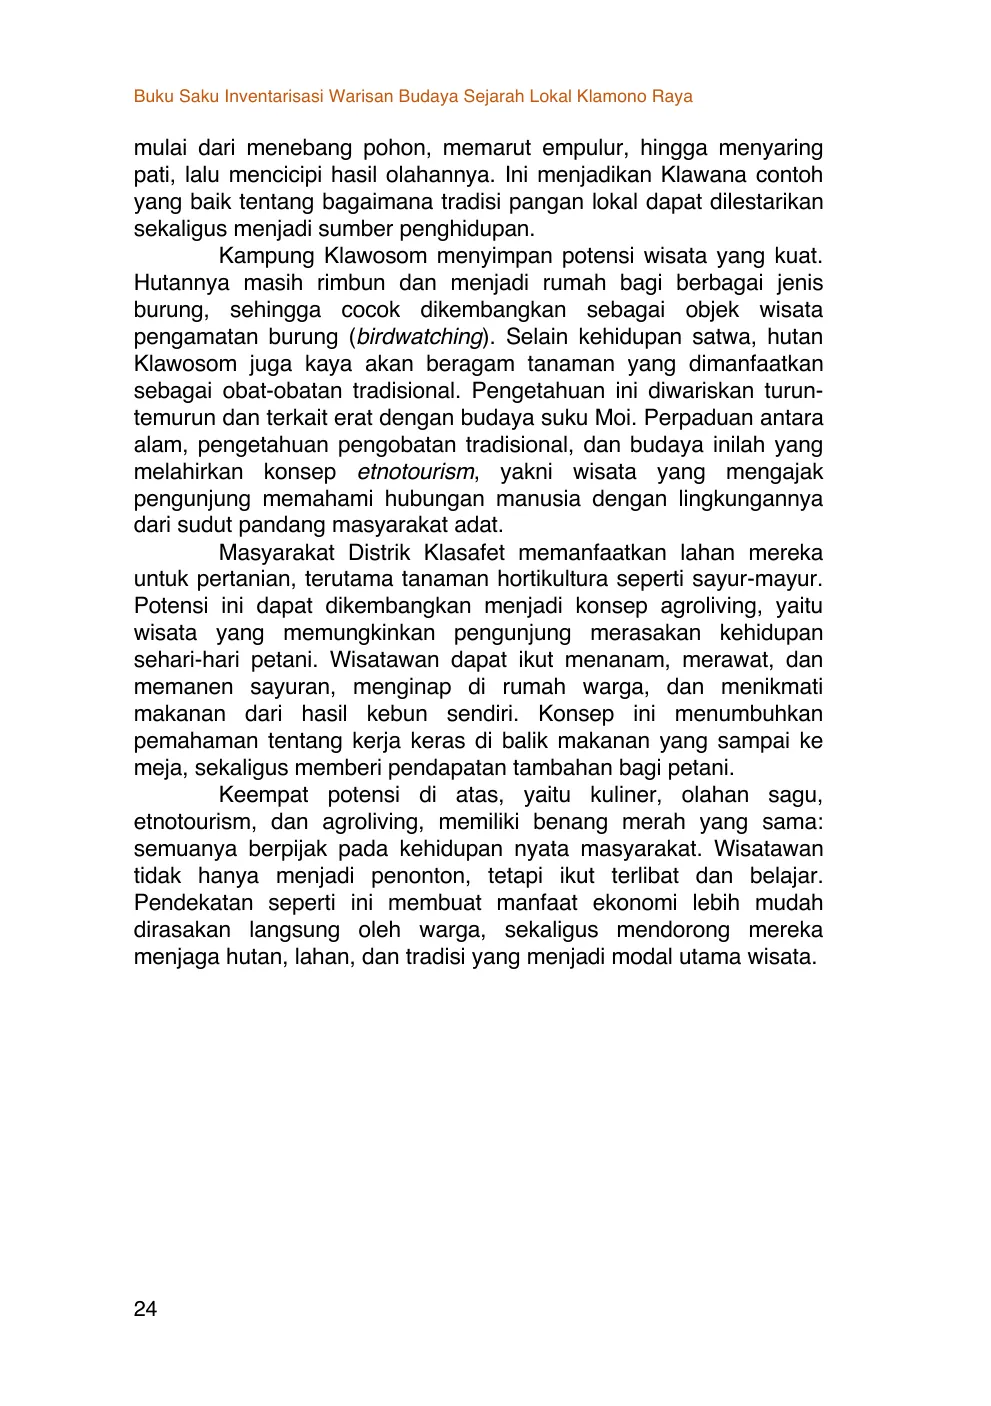 Buku Saku Inventarisasi Warisan Budaya Sejarah Lokal Klamono Raya
mulai dari menebang pohon, memarut empulur, hingga menyaring
pati, lalu mencicipi hasil olahannya. Ini menjadikan Klawana contoh
yang baik tentang bagaimana tradisi pangan lokal dapat dilestarikan
sekaligus menjadi sumber penghidupan.
Kampung Klawosom menyimpan potensi wisata yang kuat.
Hutannya masih rimbun dan menjadi rumah bagi berbagai jenis
burung, sehingga cocok dikembangkan sebagai objek wisata
pengamatan burung (birdwatching). Selain kehidupan satwa, hutan
Klawosom juga kaya akan beragam tanaman yang dimanfaatkan
sebagai obat-obatan tradisional. Pengetahuan ini diwariskan turun-
temurun dan terkait erat dengan budaya suku Moi. Perpaduan antara
alam, pengetahuan pengobatan tradisional, dan budaya inilah yang
melahirkan konsep etnotourism, yakni wisata yang mengajak
pengunjung memahami hubungan manusia dengan lingkungannya
dari sudut pandang masyarakat adat.
Masyarakat Distrik Klasafet memanfaatkan lahan mereka
untuk pertanian, terutama tanaman hortikultura seperti sayur-mayur.
Potensi ini dapat dikembangkan menjadi konsep agroliving, yaitu
wisata yang memungkinkan pengunjung merasakan kehidupan
sehari-hari petani. Wisatawan dapat ikut menanam, merawat, dan
memanen sayuran, menginap di rumah warga, dan menikmati
makanan dari hasil kebun sendiri. Konsep ini menumbuhkan
pemahaman tentang kerja keras di balik makanan yang sampai ke
meja, sekaligus memberi pendapatan tambahan bagi petani.
Keempat potensi di atas, yaitu kuliner, olahan sagu,
etnotourism, dan agroliving, memiliki benang merah yang sama:
semuanya berpijak pada kehidupan nyata masyarakat. Wisatawan
tidak hanya menjadi penonton, tetapi ikut terlibat dan belajar.
Pendekatan seperti ini membuat manfaat ekonomi lebih mudah
dirasakan langsung oleh warga, sekaligus mendorong mereka
menjaga hutan, lahan, dan tradisi yang menjadi modal utama wisata.
24